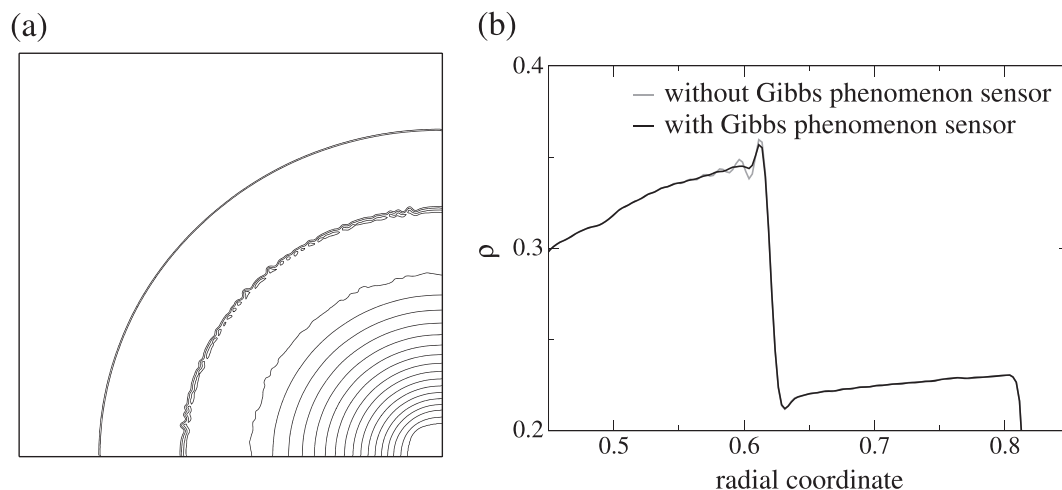 (a)
(b)
0.4
without Gibbs phenomenon sensor
with Gibbs phenomenon sensor
0.3
ρ
0.2
0.5 0.6 0.7 0.8
radial coordinate